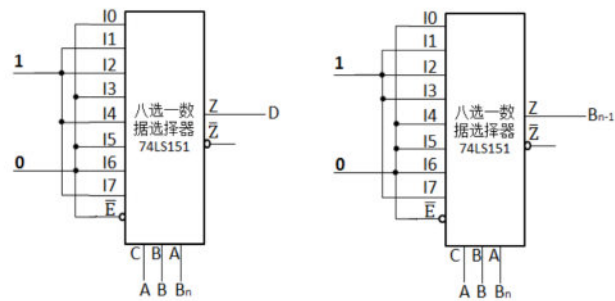 I0
I1
1
I2
I3
八选一数
Z
D
I4
据选择器
Z̅
I5
74LS151
0
I6
I7
E̅
C B A
A B Bn
I0
I1
1
I2
I3
八选一数
Z
Bn-1
I4
据选择器
Z̅
I5
74LS151
0
I6
I7
E̅
C B A
A B Bn